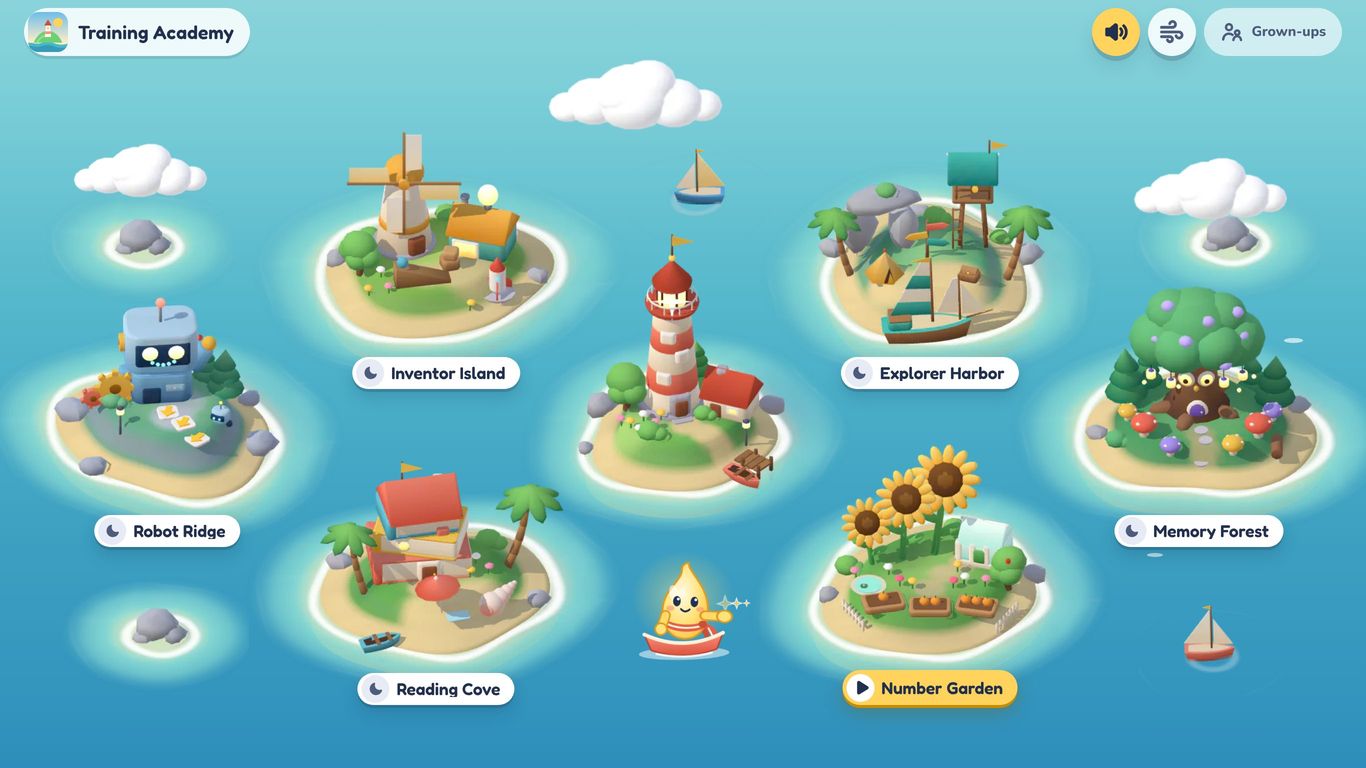 Training Academy
Grown-ups
Inventor Island
Explorer Harbor
Robot Ridge
Memory Forest
Reading Cove
Number Garden